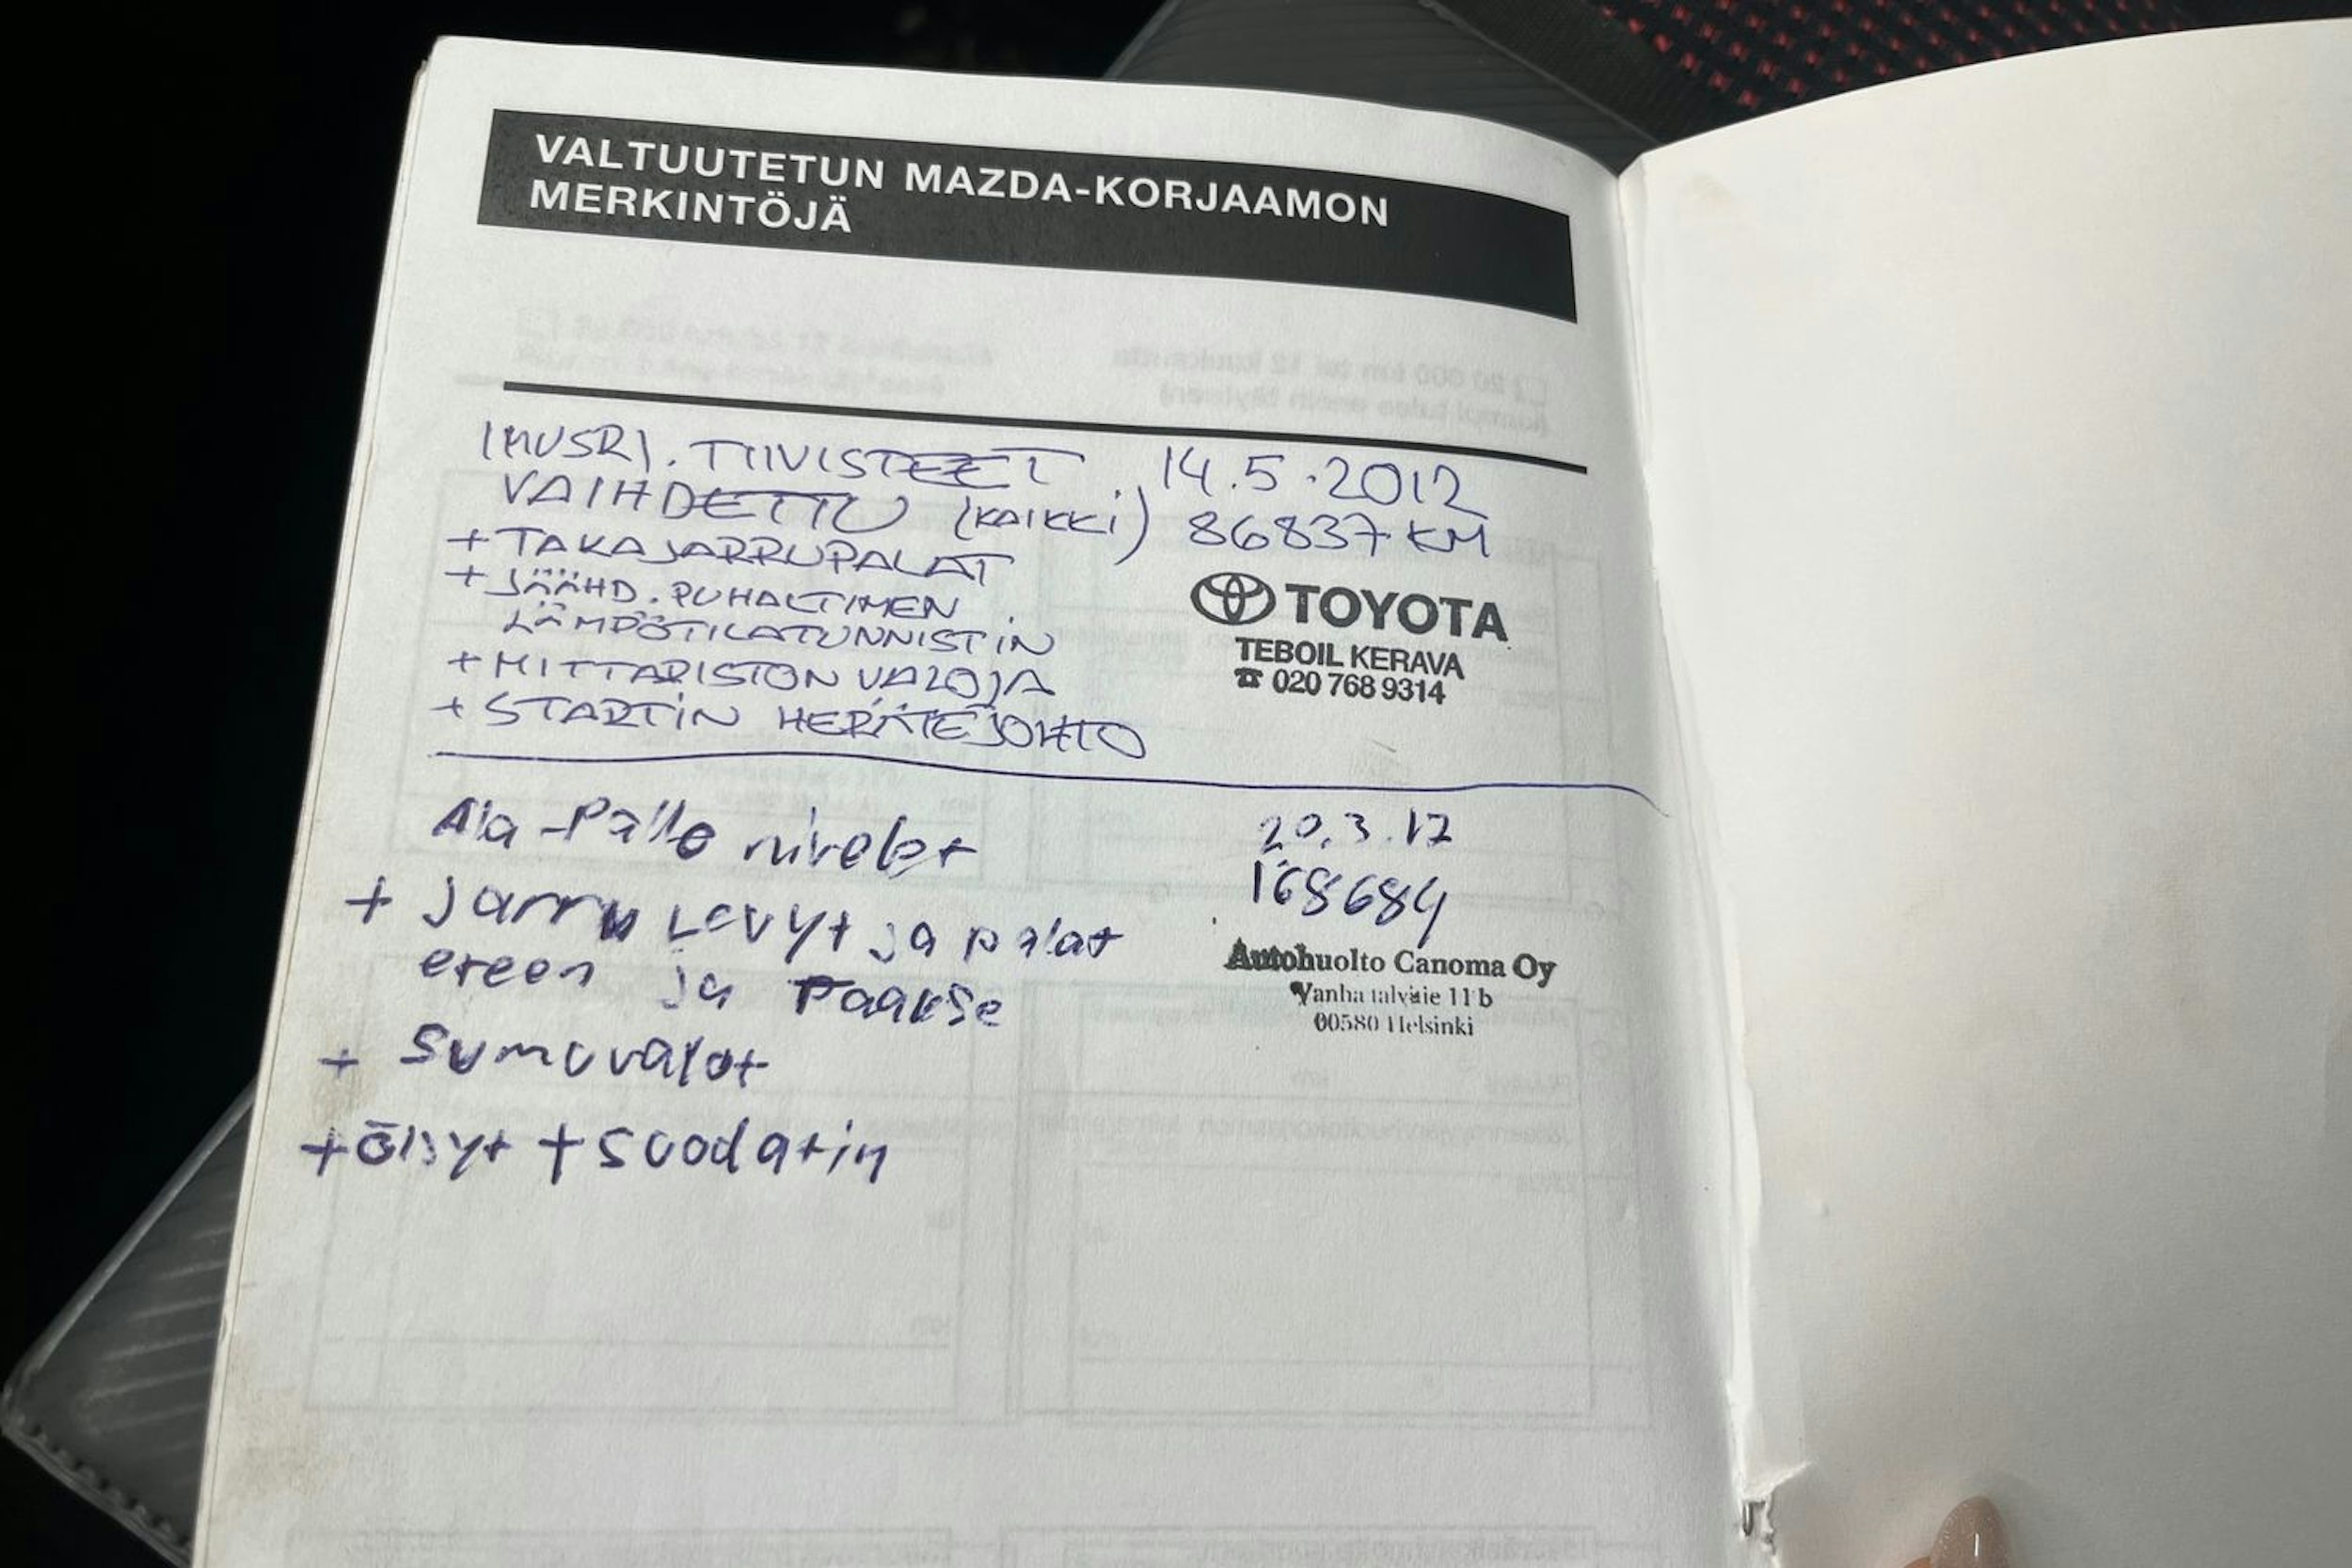 VALTUUTETUN MAZDA-KORJAAMON
MERKINTÖJÄ
IMUSRJ. TIIVISTEET 14.5.2012
VAIHDETTU (KAIKKI) 86837 KM
+ TAKAJARRUPALAT
+ JÄÄHD. PUHALTIMEN
LÄMPÖTILATUNNISTIN
+ MITTARISTON VALOJA
+ STARTIN HERÄTEJOHTO
TOYOTA
TEBOIL KERAVA
☎ 020 768 9314
Ala-Pallo nivelet 20.3.17
+ jarru Levyt ja palat 168684
eteen ja Taakse
+ Sumuvalot
+ öljyt + suodatin
Autohuolto Canoma Oy
Vanha talvitie 11 b
00580 Helsinki